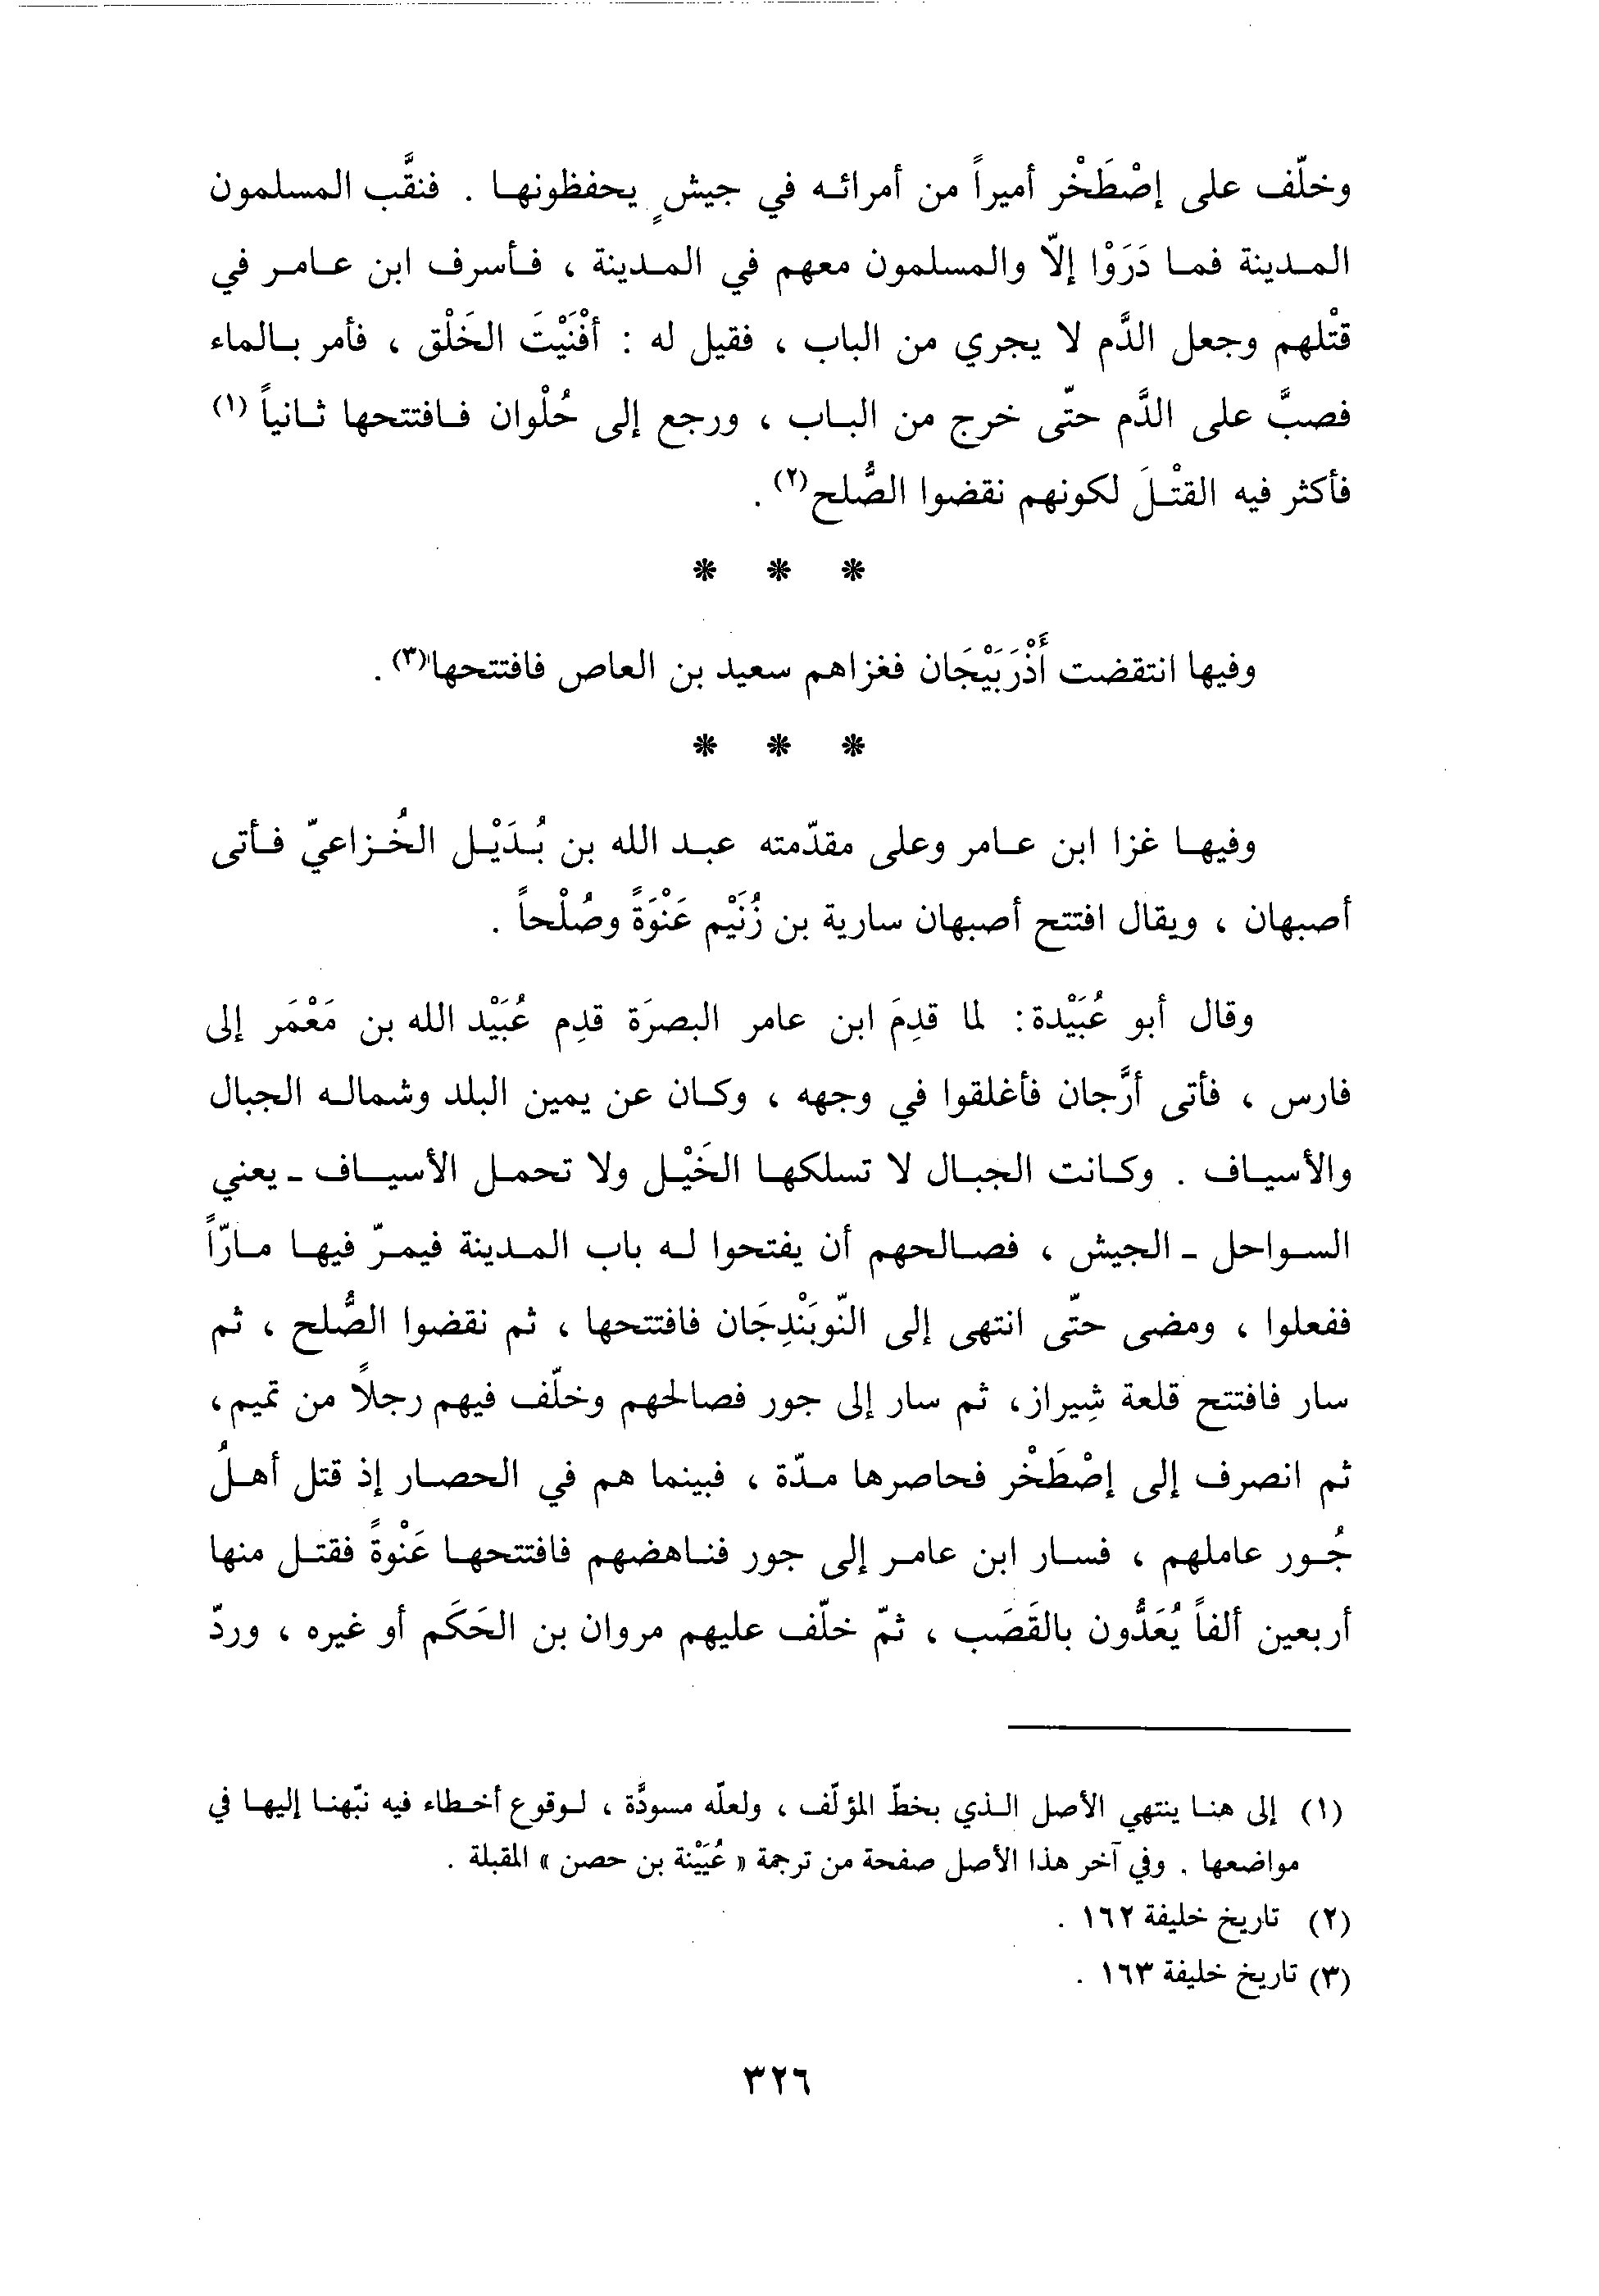 وخلّف على إصْطَخْر أميراً من أمرائه في جيشٍ يحفظونها . فنقَّب المسلمون
المدينة فما دَرَوْا إلاّ والمسلمون معهم في المدينة ، فأسرف ابن عامر في
قتْلهم وجعل الدَّم لا يجري من الباب ، فقيل له : أفْنَيْتَ الخَلْق ، فأمر بالماء
فصبَّ على الدَّم حتّى خرج من الباب ، ورجع إلى حُلْوان فافتتحها ثانياً (١)
فأكثر فيه القتْلَ لكونهم نقضوا الصُّلح(٢) .
* * *
وفيها انتقضت أَذْرَبَيْجَان فغزاهم سعيد بن العاص فافتتحها(٣) .
* * *
وفيها غزا ابن عامر وعلى مقدّمته عبد الله بن بُدَيْل الخُزاعيّ فأتى
أصبهان ، ويقال افتتح أصبهان سارية بن زُنَيْم عَنْوَةً وصُلْحاً .
وقال أبو عُبَيْدة : لما قدِمَ ابن عامر البصرَة قدِم عُبَيْد الله بن مَعْمَر إلى
فارس ، فأتى أرَّجان فأغلقوا في وجهه ، وكان عن يمين البلد وشماله الجبال
والأسياف . وكانت الجبال لا تسلكها الخَيْل ولا تحمل الأسياف ـ يعني
السواحل ـ الجيش ، فصالحهم أن يفتحوا له باب المدينة فيمرّ فيها مارّاً
ففعلوا ، ومضى حتّى انتهى إلى النّوبَنْدِجَان فافتتحها ، ثم نقضوا الصُّلح ، ثم
سار فافتتح قلعة شِيراز، ثم سار إلى جور فصالحهم وخلّف فيهم رجلاً من تميم،
ثم انصرف إلى إصْطَخْر فحاصرها مدّة ، فبينما هم في الحصار إذ قتل أهلُ
جُور عاملهم ، فسار ابن عامر إلى جور فناهضهم فافتتحها عَنْوةً فقتل منها
أربعين ألفاً يُعَدُّون بالقَصَب ، ثمّ خلّف عليهم مروان بن الحَكَم أو غيره ، وردّ
(١) إلى هنا ينتهي الأصل الذي بخطّ المؤلّف ، ولعلّه مسودَّة ، لوقوع أخطاء فيه نبّهنا إليها في
مواضعها . وفي آخر هذا الأصل صفحة من ترجمة « عُيَيْنة بن حصن » المقبلة .
(٢) تاريخ خليفة ١٦٢ .
(٣) تاريخ خليفة ١٦٣ .
٣٢٦